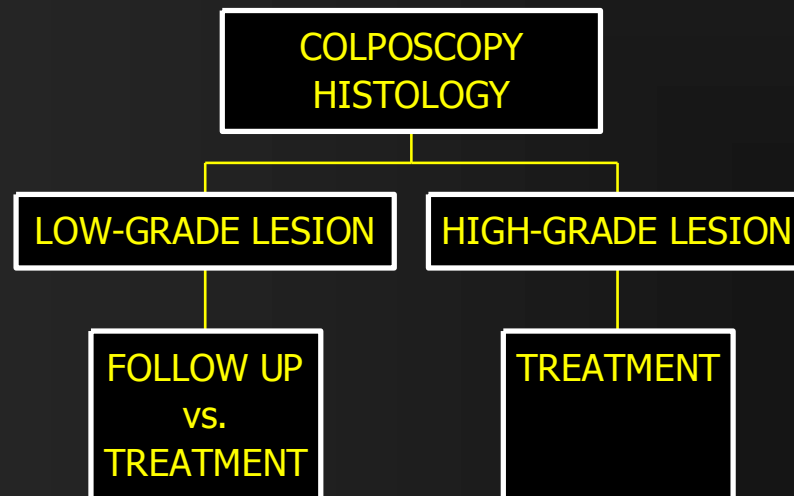 COLPOSCOPY
HISTOLOGY
LOW-GRADE LESION
HIGH-GRADE LESION
FOLLOW UP
vs.
TREATMENT
TREATMENT